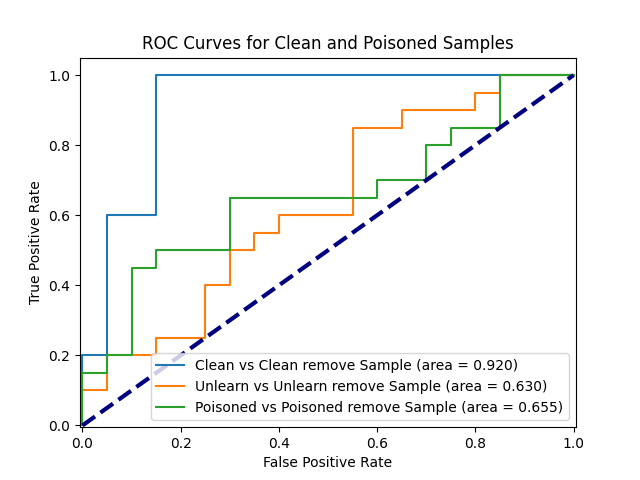 ROC Curves for Clean and Poisoned Samples
True Positive Rate
1.0
0.8
0.6
0.4
0.2
0.0
Clean vs Clean remove Sample (area = 0.920)
Unlearn vs Unlearn remove Sample (area = 0.630)
Poisoned vs Poisoned remove Sample (area = 0.655)
0.0 0.2 0.4 0.6 0.8 1.0
False Positive Rate